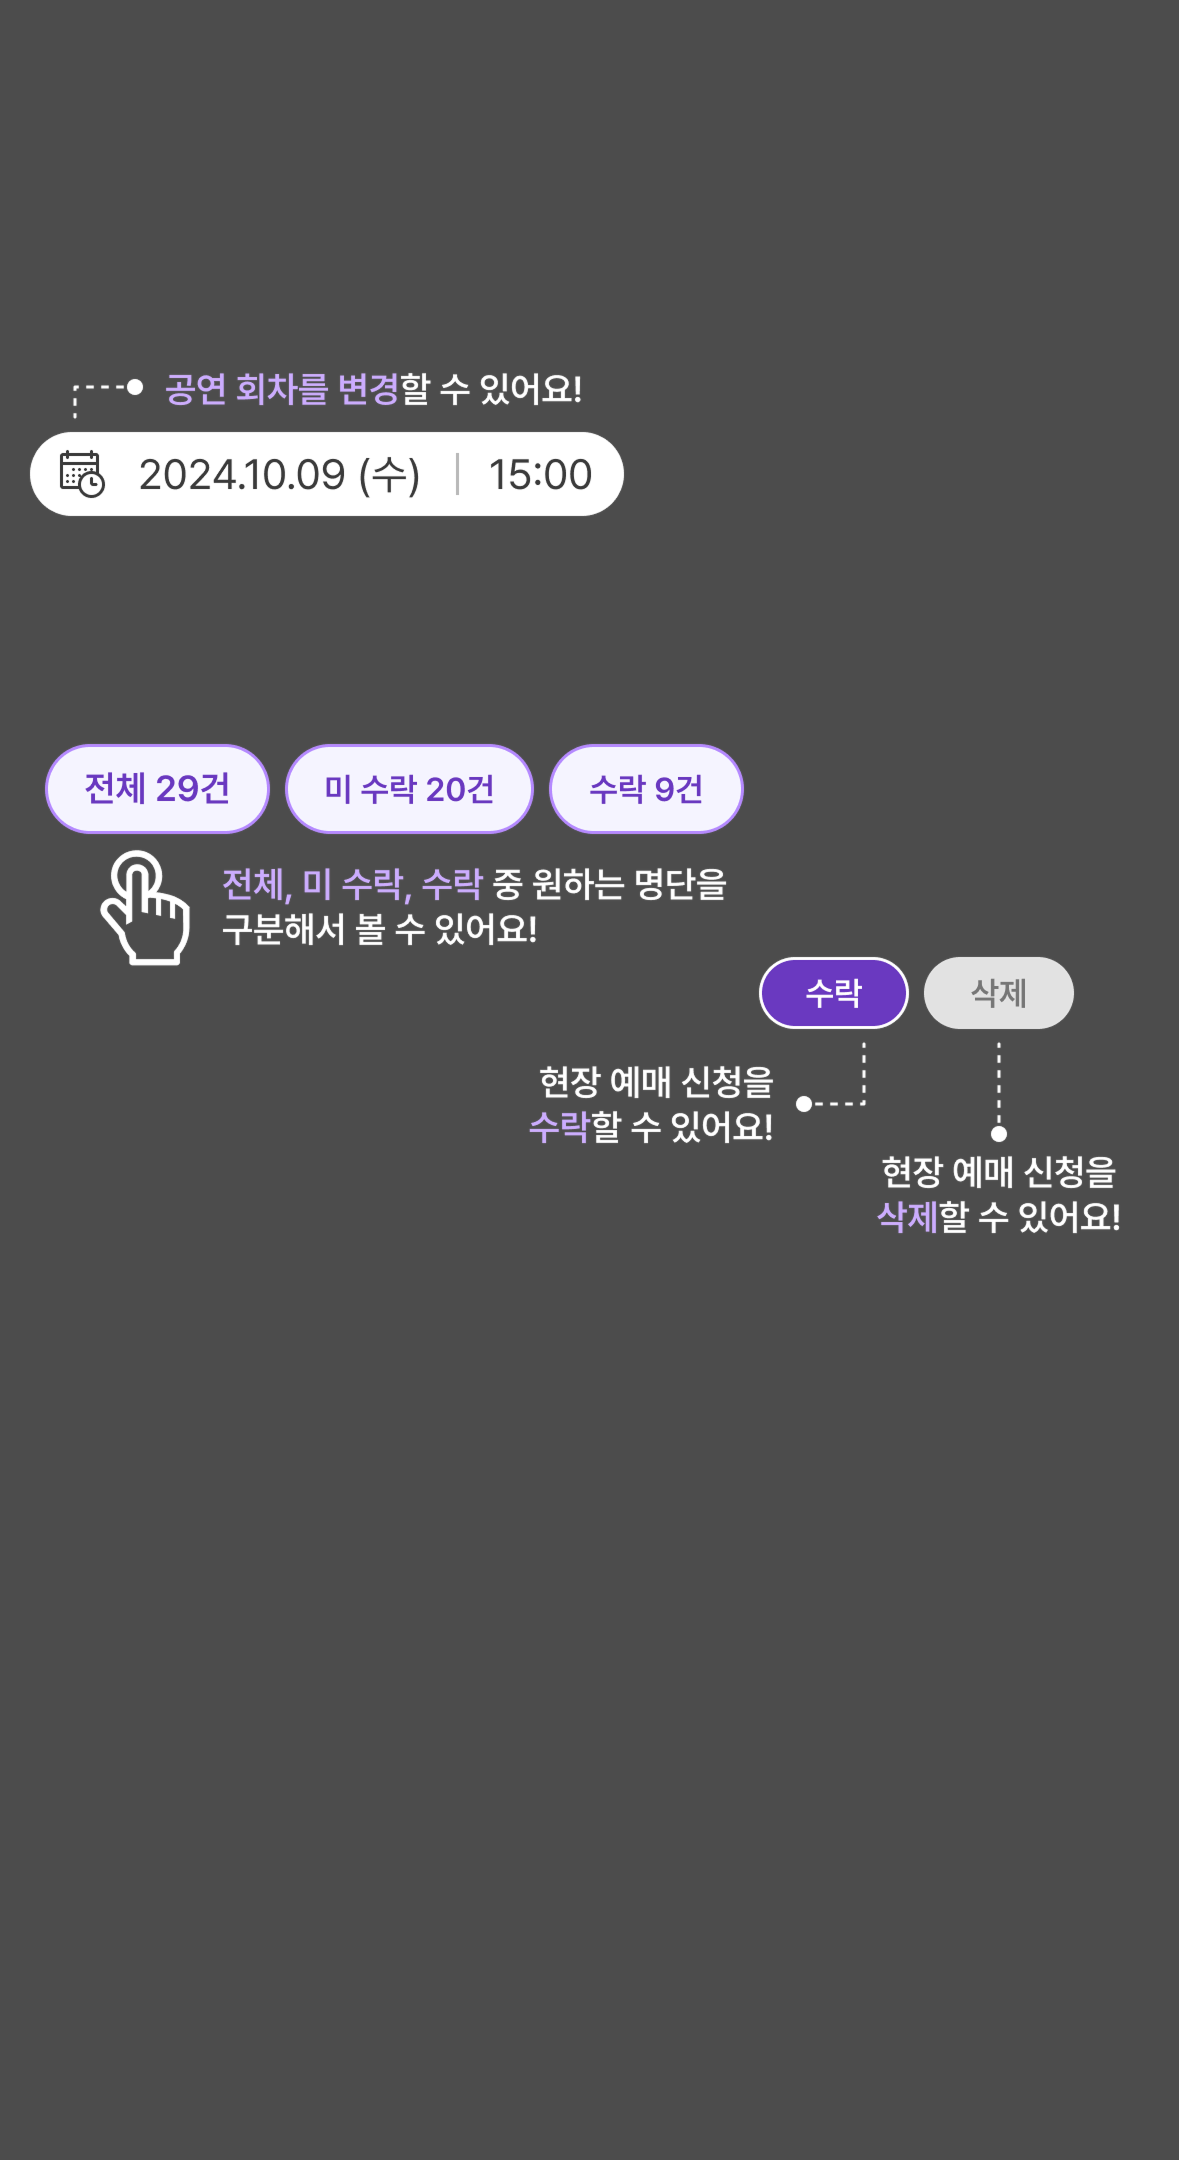 공연 회차를 변경할 수 있어요!
2024.10.09 (수) | 15:00
전체 29건 미 수락 20건 수락 9건
전체, 미 수락, 수락 중 원하는 명단을
구분해서 볼 수 있어요!
수락 삭제
현장 예매 신청을
수락할 수 있어요!
현장 예매 신청을
삭제할 수 있어요!